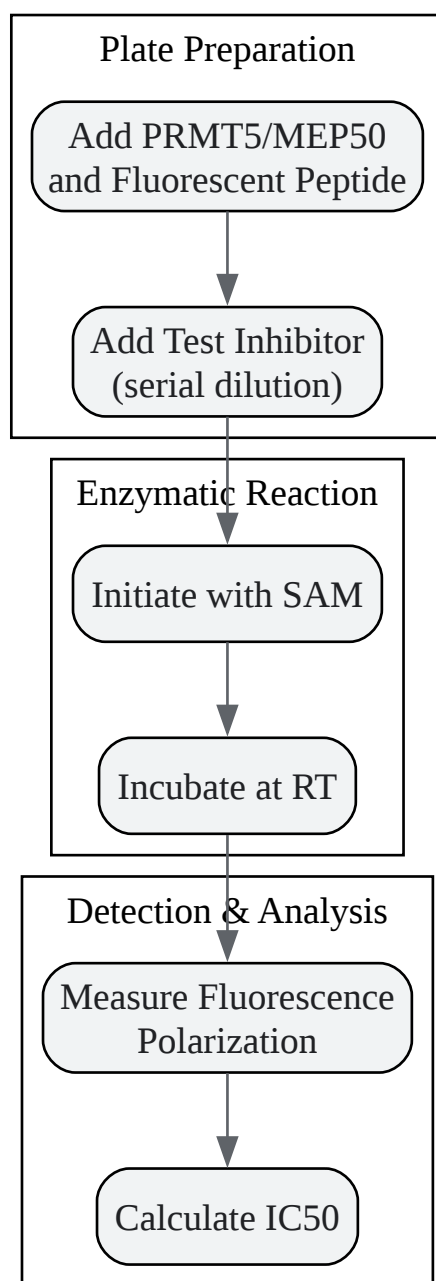 Plate Preparation
Add PRMT5/MEP50
and Fluorescent Peptide
Add Test Inhibitor
(serial dilution)
Enzymatic Reaction
Initiate with SAM
Incubate at RT
Detection & Analysis
Measure Fluorescence
Polarization
Calculate IC50